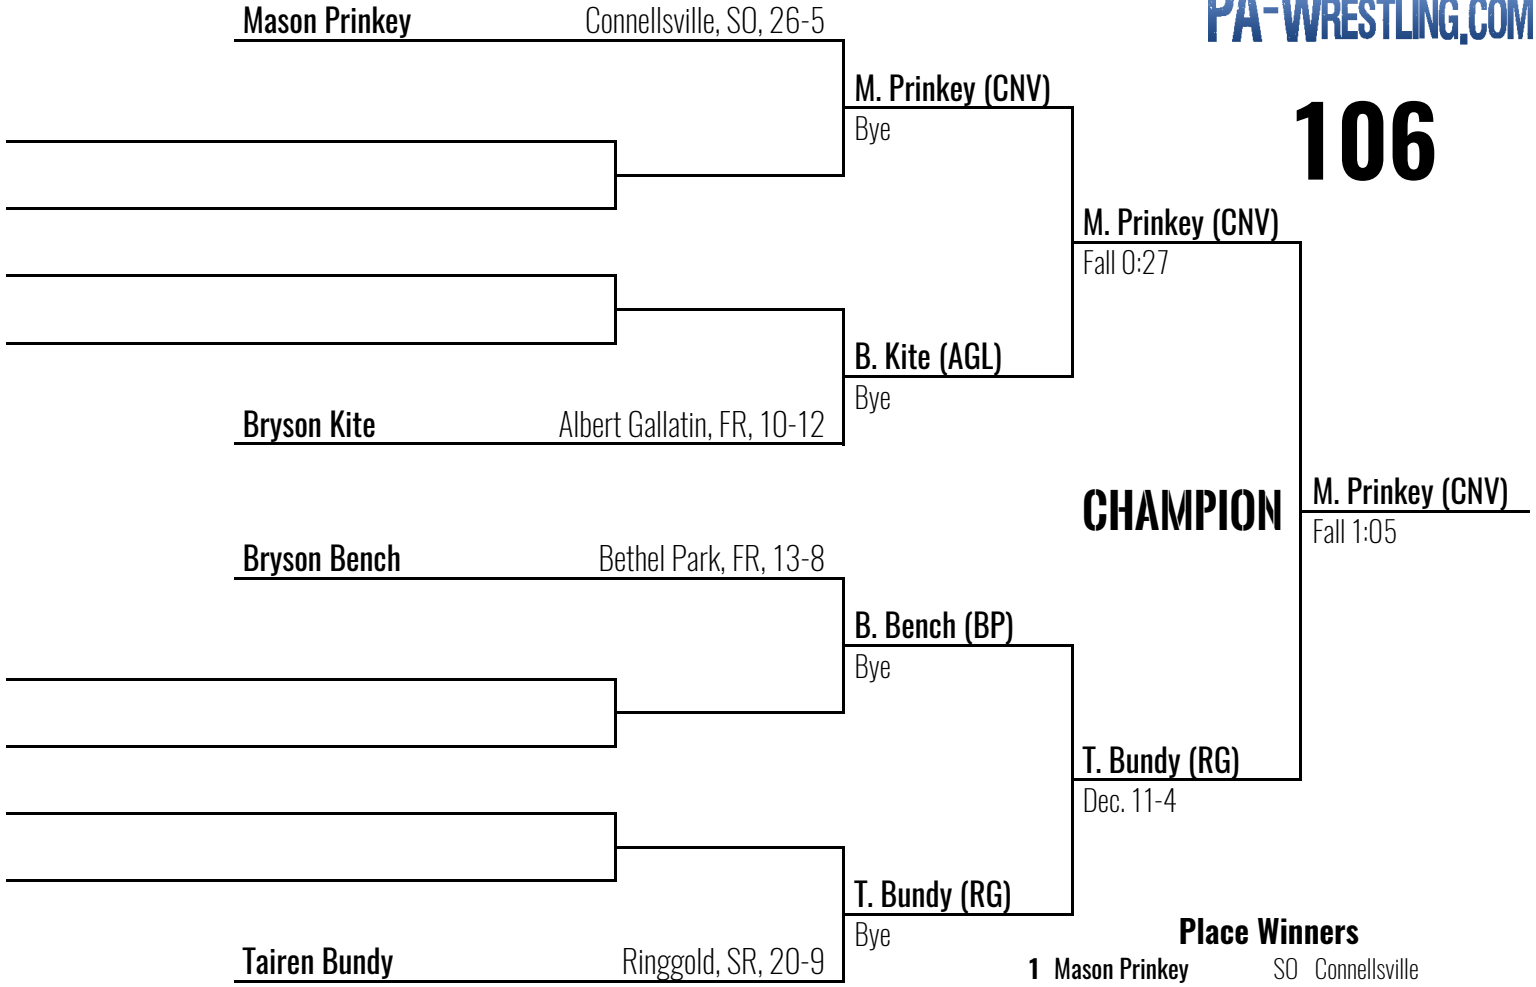 PA-WRESTLING.COM
106
Mason Prinkey Connellsville, SO, 26-5
M. Prinkey (CNV)
Bye
M. Prinkey (CNV)
Fall 0:27
B. Kite (AGL)
Bye
Bryson Kite Albert Gallatin, FR, 10-12
CHAMPION
M. Prinkey (CNV)
Fall 1:05
Bryson Bench Bethel Park, FR, 13-8
B. Bench (BP)
Bye
T. Bundy (RG)
Dec. 11-4
T. Bundy (RG)
Bye
Tairen Bundy Ringgold, SR, 20-9
Place Winners
1 Mason Prinkey SO Connellsville